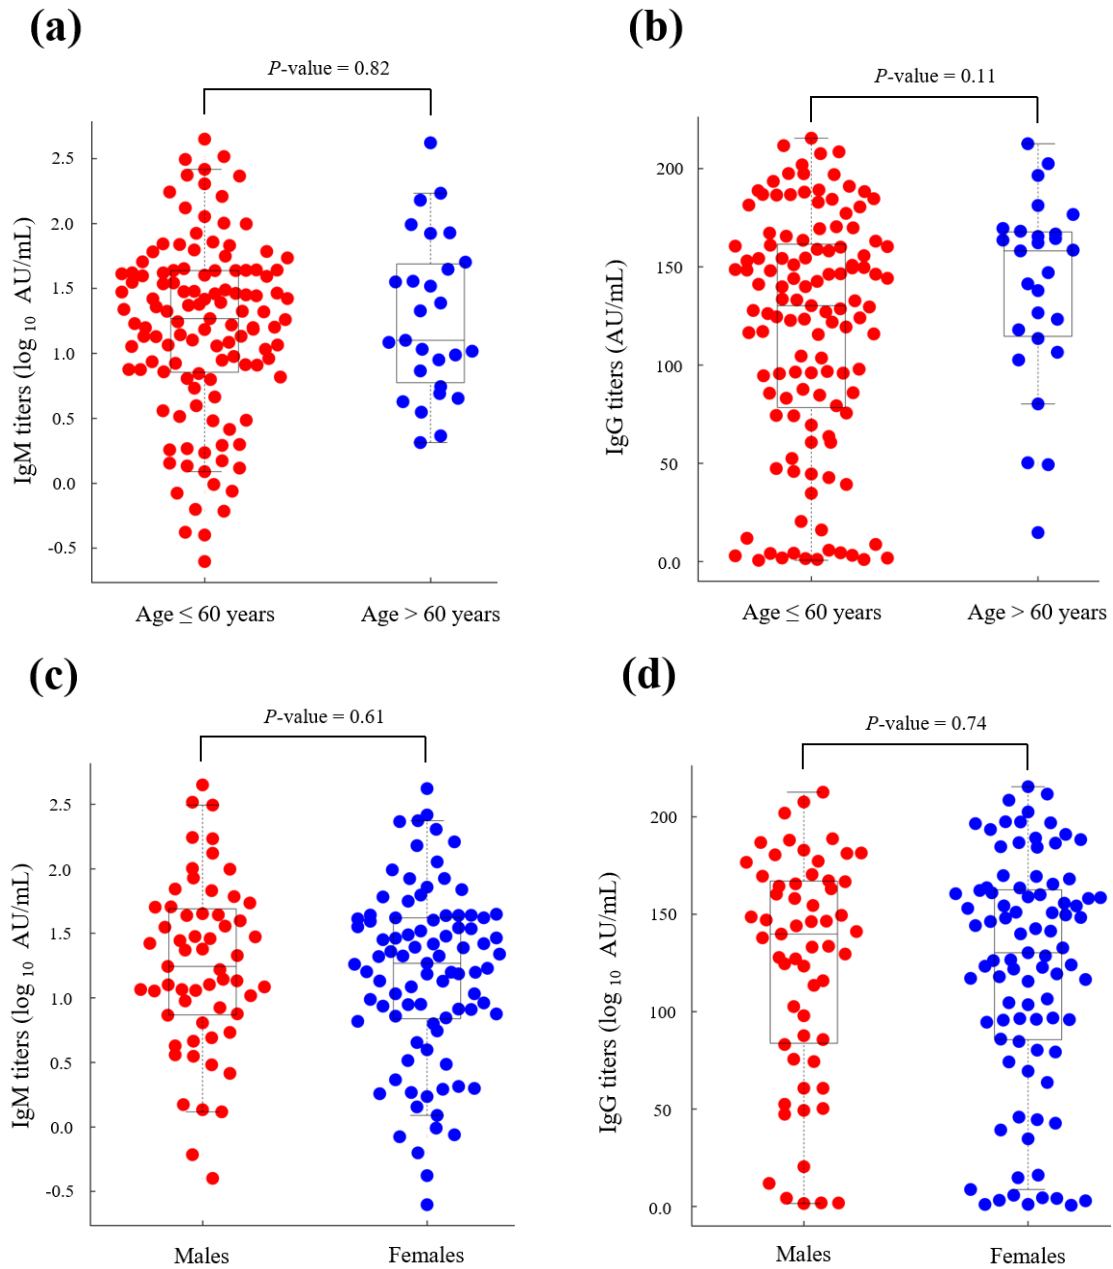 (a)
P-value = 0.82
IgM titers (log 10 AU/mL)
2.5
2.0
1.5
1.0
0.5
0.0
-0.5
Age ≤ 60 years
Age > 60 years
(b)
P-value = 0.11
IgG titers (AU/mL)
200
150
100
50
0.0
Age ≤ 60 years
Age > 60 years
(c)
P-value = 0.61
IgM titers (log 10 AU/mL)
2.5
2.0
1.5
1.0
0.5
0.0
-0.5
Males
Females
(d)
P-value = 0.74
IgG titers (log 10 AU/mL)
200
150
100
50
0.0
Males
Females